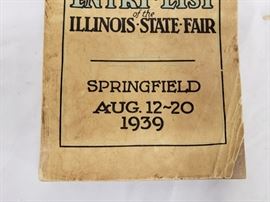 ENTRY LIST
of the
ILLINOIS·STATE·FAIR
SPRINGFIELD
AUG. 12~20
1939